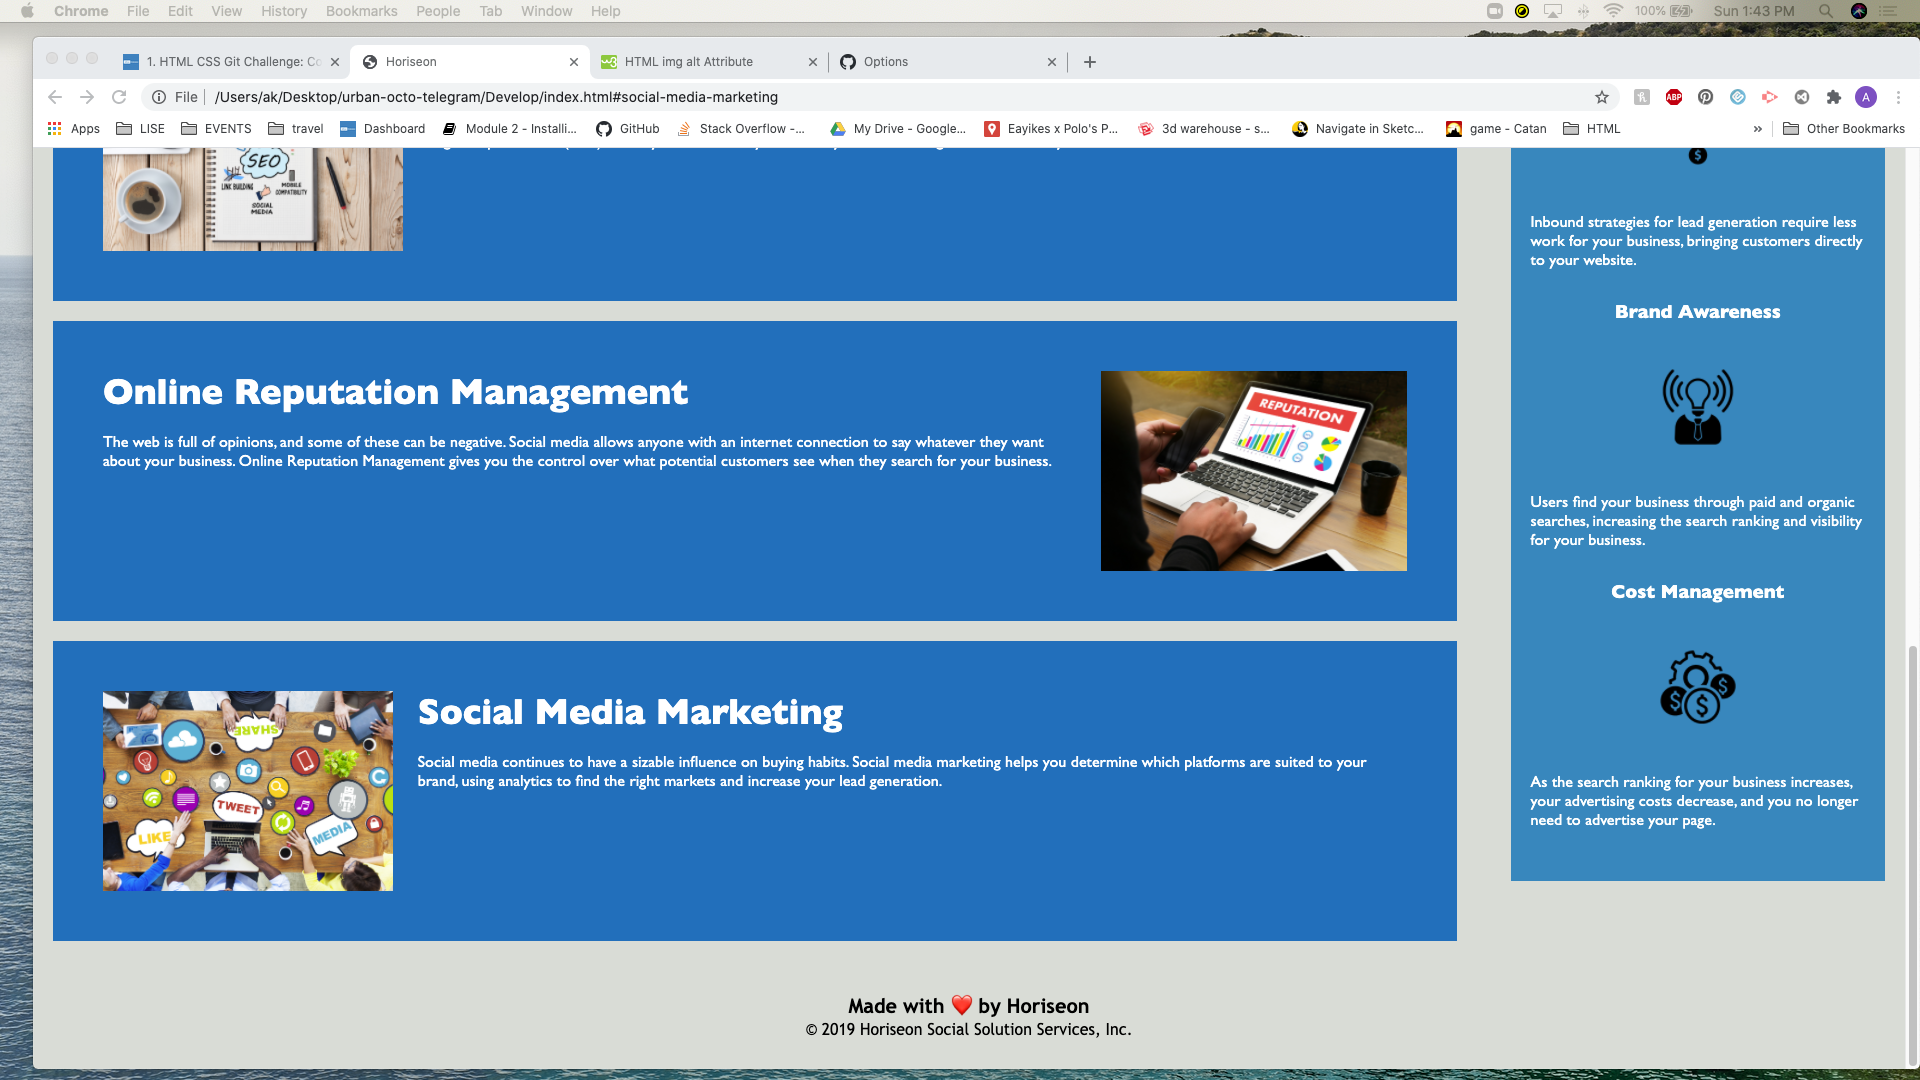 Chrome File Edit View History Bookmarks People Tab Window Help
100% Sun 1:43 PM
1. HTML CSS Git Challenge: Co
Horiseon
HTML img alt Attribute
Options
File /Users/ak/Desktop/urban-octo-telegram/Develop/index.html#social-media-marketing
ABP
A
Apps LISE EVENTS travel Dashboard Module 2 - Installi... GitHub Stack Overflow -... My Drive - Google... Eayikes x Polo's P... 3d warehouse - s... Navigate in Sketc... game - Catan HTML » Other Bookmarks
SEO
LINK BUILDING
MOBILE COMPATIBILITY
SOCIAL MEDIA
Online Reputation Management
The web is full of opinions, and some of these can be negative. Social media allows anyone with an internet connection to say whatever they want
about your business. Online Reputation Management gives you the control over what potential customers see when they search for your business.
REPUTATION
SHARE
TWEET
LIKE
MEDIA
Social Media Marketing
Social media continues to have a sizable influence on buying habits. Social media marketing helps you determine which platforms are suited to your
brand, using analytics to find the right markets and increase your lead generation.
$
Inbound strategies for lead generation require less
work for your business, bringing customers directly
to your website.
Brand Awareness
Users find your business through paid and organic
searches, increasing the search ranking and visibility
for your business.
Cost Management
$ $ $
As the search ranking for your business increases,
your advertising costs decrease, and you no longer
need to advertise your page.
Made with ❤️ by Horiseon
© 2019 Horiseon Social Solution Services, Inc.